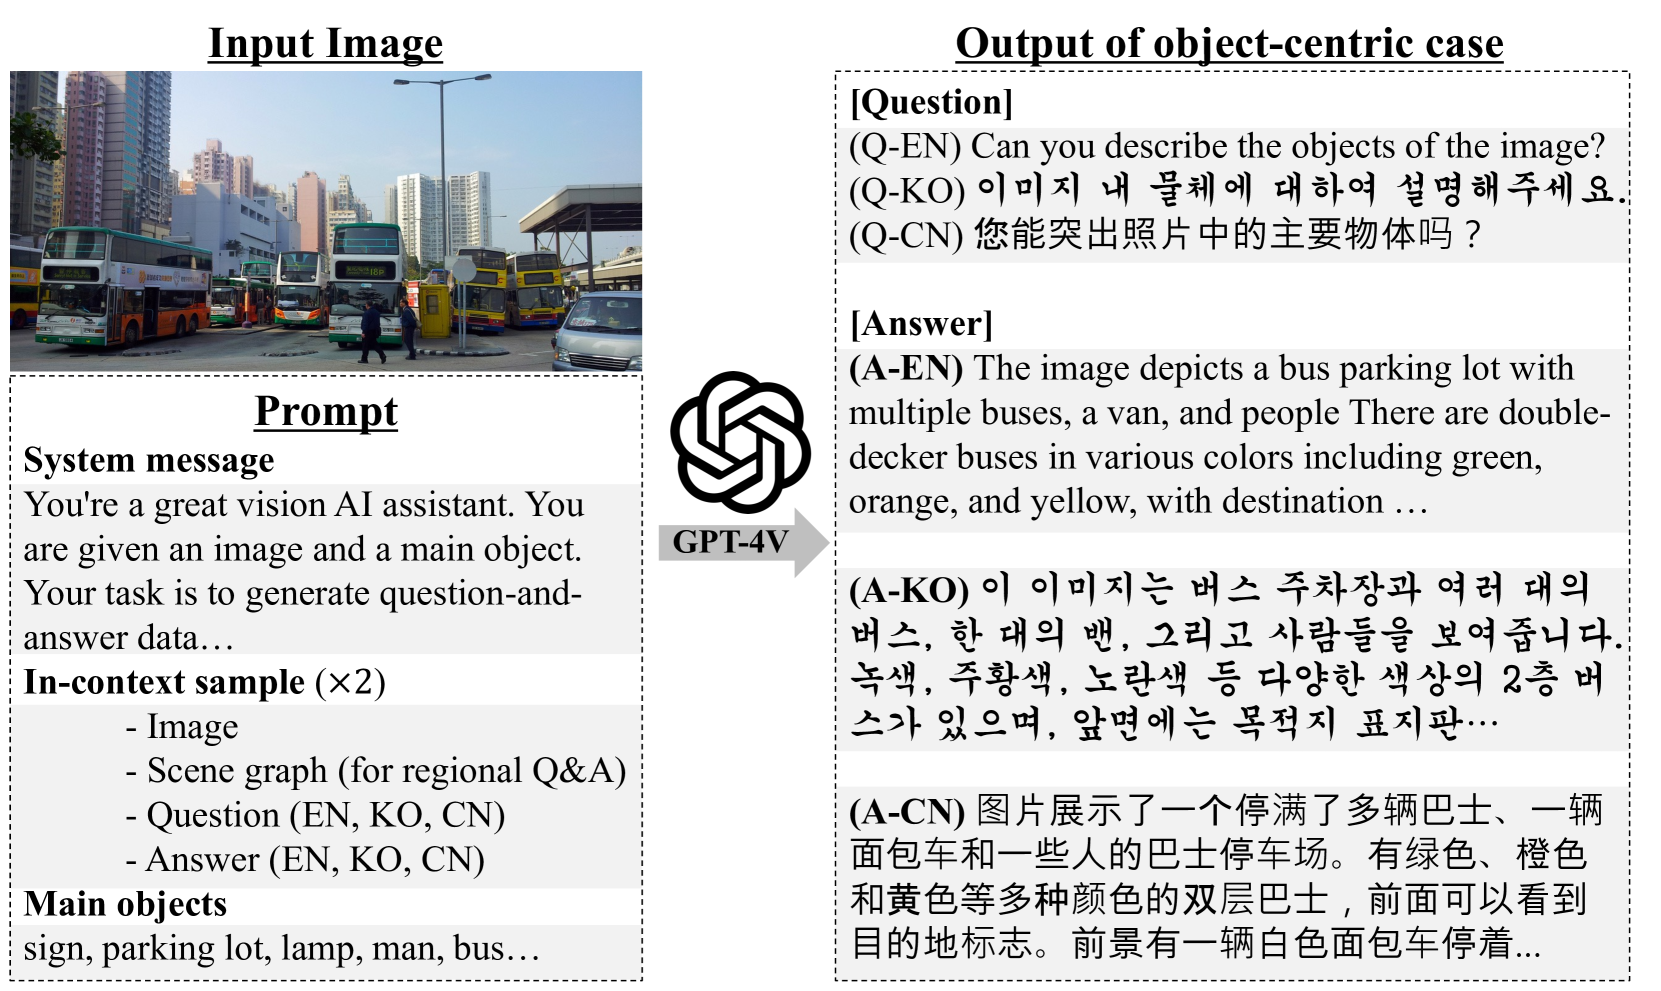 Input Image
18P
Prompt
System message
You're a great vision AI assistant. You
are given an image and a main object.
Your task is to generate question-and-
answer data…
In-context sample (×2)
- Image
- Scene graph (for regional Q&A)
- Question (EN, KO, CN)
- Answer (EN, KO, CN)
Main objects
sign, parking lot, lamp, man, bus…
GPT-4V
Output of object-centric case
[Question]
(Q-EN) Can you describe the objects of the image?
(Q-KO) 이미지 내 물체에 대하여 설명해주세요.
(Q-CN) 您能突出照片中的主要物体吗？
[Answer]
(A-EN) The image depicts a bus parking lot with
multiple buses, a van, and people There are double-
decker buses in various colors including green,
orange, and yellow, with destination …
(A-KO) 이 이미지는 버스 주차장과 여러 대의
버스, 한 대의 밴, 그리고 사람들을 보여줍니다.
녹색, 주황색, 노란색 등 다양한 색상의 2층 버
스가 있으며, 앞면에는 목적지 표지판…
(A-CN) 图片展示了一个停满了多辆巴士、一辆
面包车和一些人的巴士停车场。有绿色、橙色
和黄色等多种颜色的双层巴士，前面可以看到
目的地标志。前景有一辆白色面包车停着...